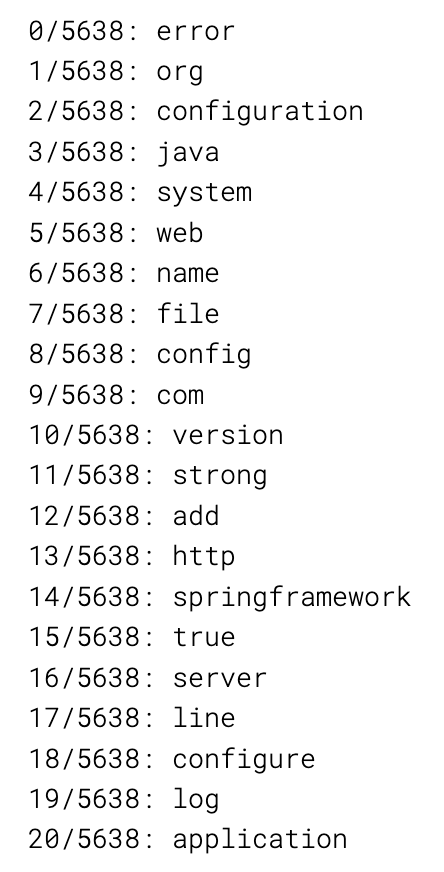 0/5638: error
1/5638: org
2/5638: configuration
3/5638: java
4/5638: system
5/5638: web
6/5638: name
7/5638: file
8/5638: config
9/5638: com
10/5638: version
11/5638: strong
12/5638: add
13/5638: http
14/5638: springframework
15/5638: true
16/5638: server
17/5638: line
18/5638: configure
19/5638: log
20/5638: application